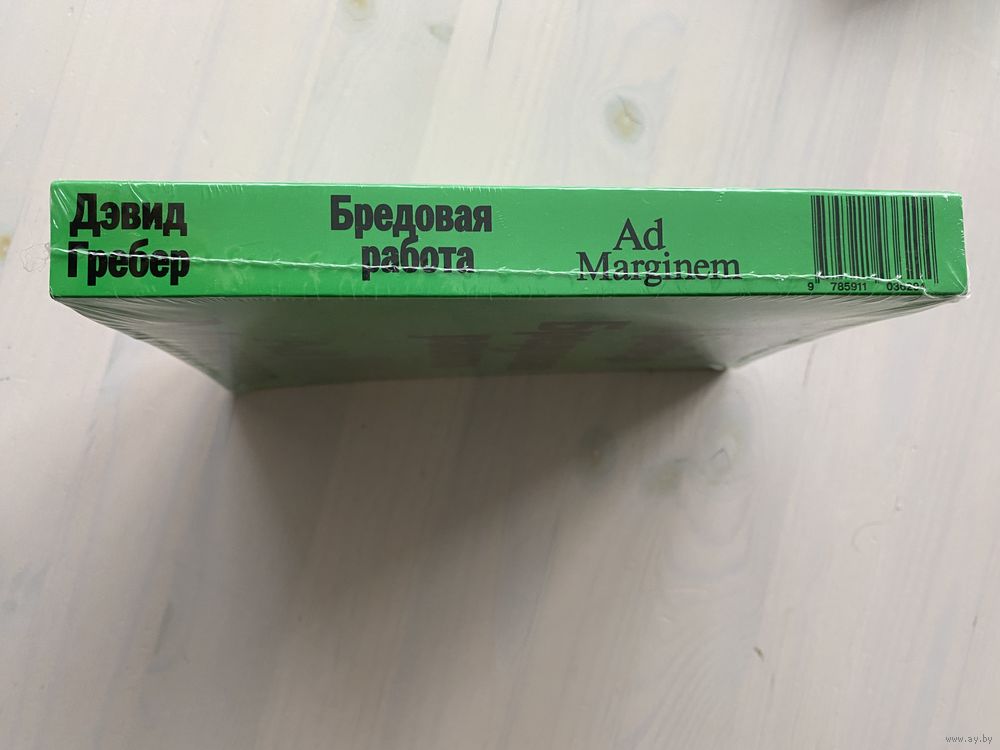 Дэвид
Гребер
Бредовая
работа
Ad
Marginem
9 785911
www.ay.by